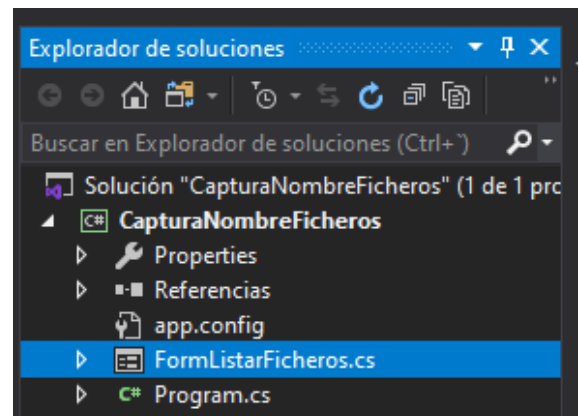 Explorador de soluciones
Buscar en Explorador de soluciones (Ctrl+`)
Solución "CapturaNombreFicheros" (1 de 1 pro
C# CapturaNombreFicheros
Properties
Referencias
app.config
FormListarFicheros.cs
C# Program.cs